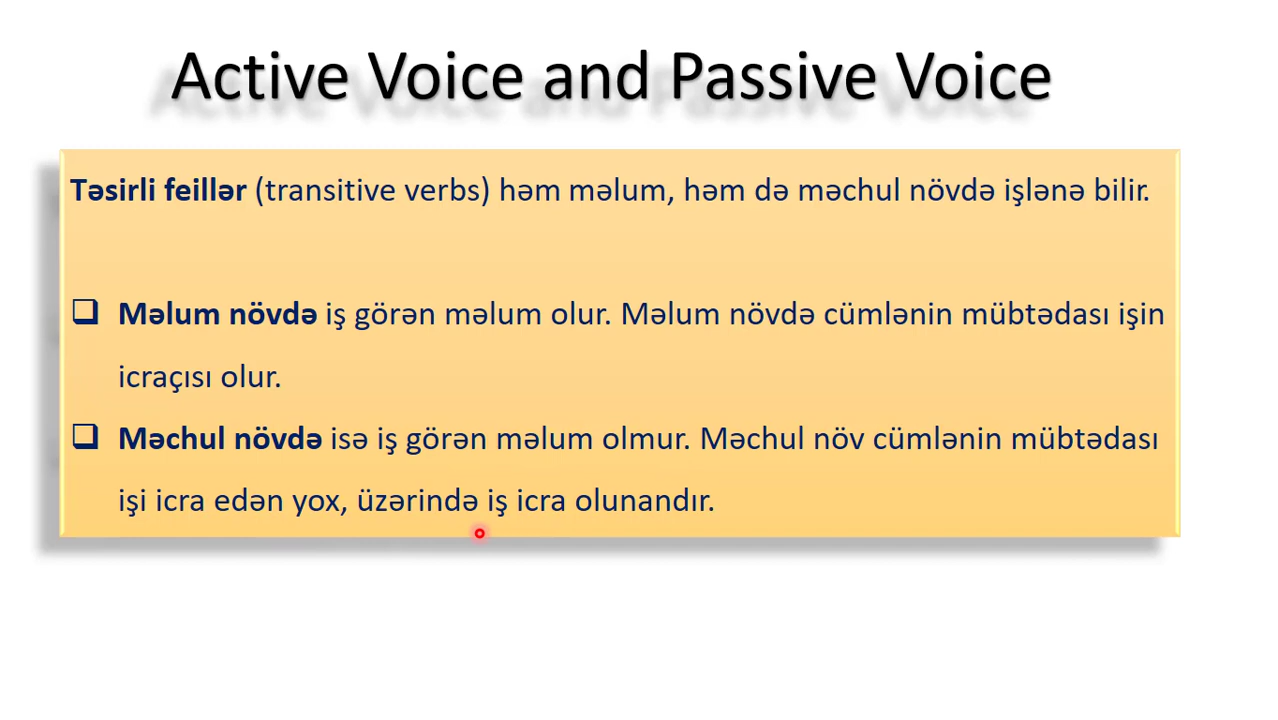 Active Voice and Passive Voice
Təsirli feillər (transitive verbs) həm məlum, həm də məchul növdə işlənə bilir.
❑ Məlum növdə iş görən məlum olur. Məlum növdə cümlənin mübtədası işin
icraçısı olur.
❑ Məchul növdə isə iş görən məlum olmur. Məchul növ cümlənin mübtədası
işi icra edən yox, üzərində iş icra olunandır.